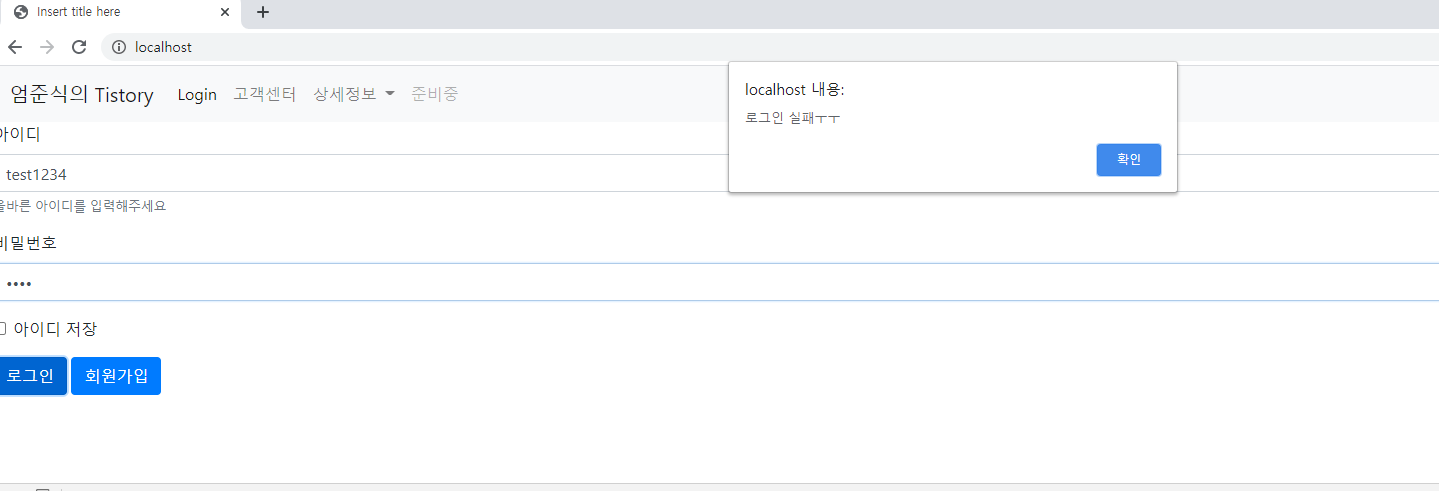 Insert title here
localhost
엄준식의 Tistory Login 고객센터 상세정보 준비중
localhost 내용:
로그인 실패ㅜㅜ
확인
아이디
test1234
올바른 아이디를 입력해주세요
비밀번호
••••
아이디 저장
로그인 회원가입